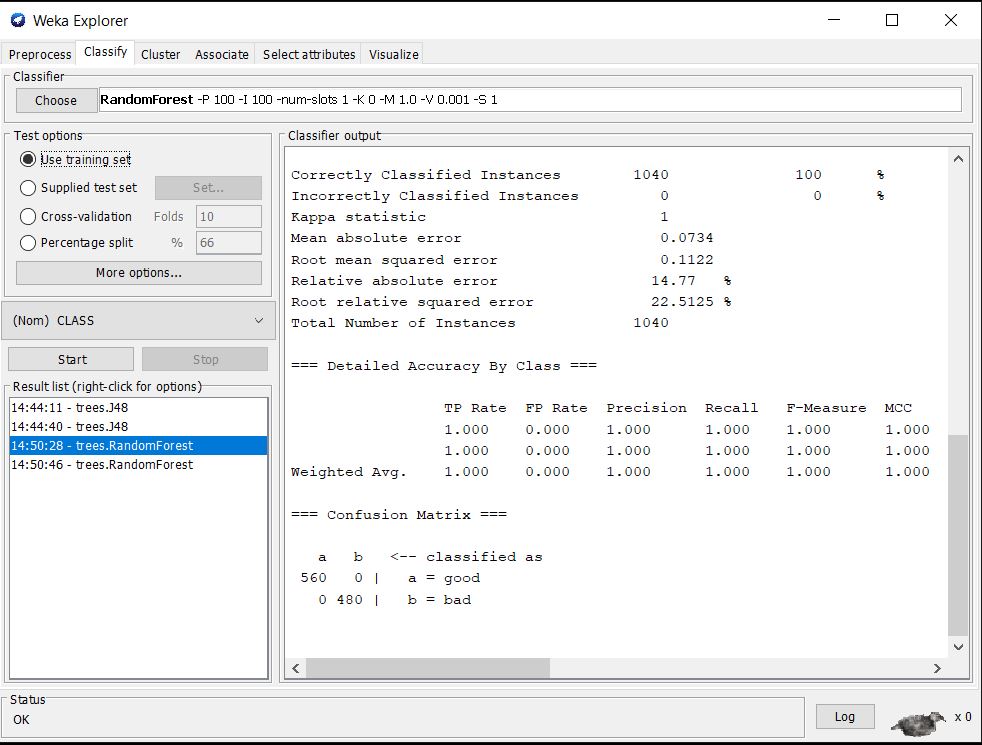 Weka Explorer
Preprocess Classify Cluster Associate Select attributes Visualize
Classifier
Choose RandomForest -P 100 -I 100 -num-slots 1 -K 0 -M 1.0 -V 0.001 -S 1
Test options
Use training set
Supplied test set Set...
Cross-validation Folds 10
Percentage split % 66
More options...
(Nom) CLASS
Start Stop
Result list (right-click for options)
14:44:11 - trees.J48
14:44:40 - trees.J48
14:50:28 - trees.RandomForest
14:50:46 - trees.RandomForest
Classifier output
Correctly Classified Instances 1040 100 %
Incorrectly Classified Instances 0 0 %
Kappa statistic 1
Mean absolute error 0.0734
Root mean squared error 0.1122
Relative absolute error 14.77 %
Root relative squared error 22.5125 %
Total Number of Instances 1040
=== Detailed Accuracy By Class ===
TP Rate FP Rate Precision Recall F-Measure MCC
1.000 0.000 1.000 1.000 1.000 1.000
1.000 0.000 1.000 1.000 1.000 1.000
Weighted Avg. 1.000 0.000 1.000 1.000 1.000 1.000
=== Confusion Matrix ===
a b <-- classified as
560 0 | a = good
0 480 | b = bad
Status
OK
Log x 0